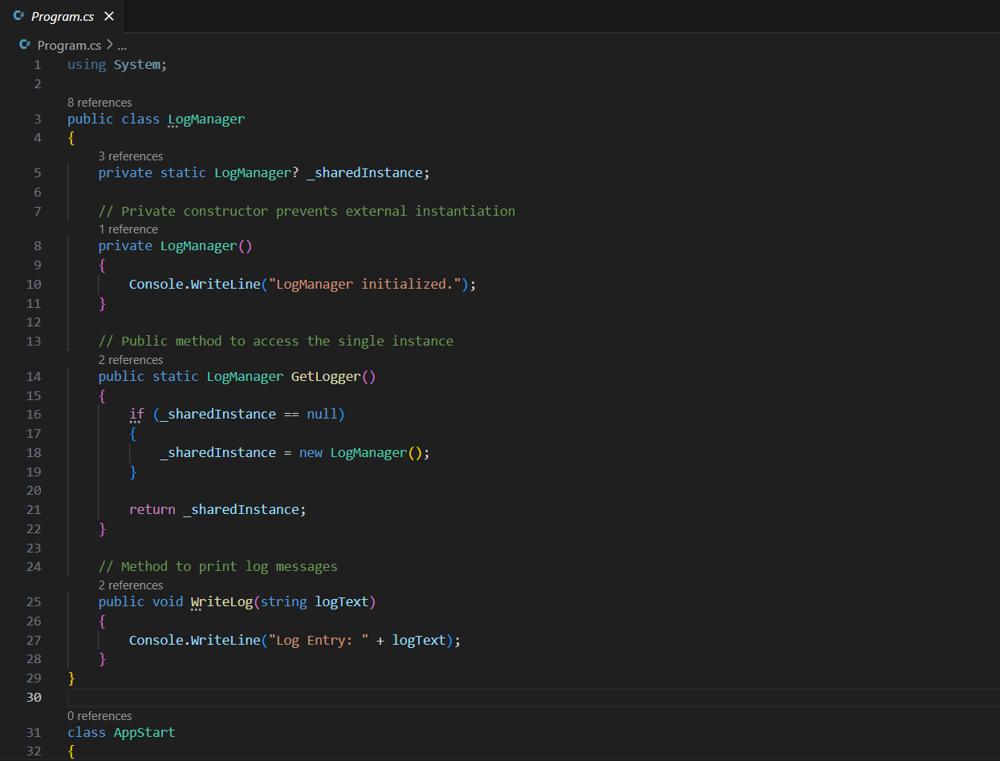 C# Program.cs ×
C# Program.cs > ...
1 using System;
2
8 references
3 public class LogManager
4 {
3 references
5     private static LogManager? _sharedInstance;
6
7     // Private constructor prevents external instantiation
1 reference
8     private LogManager()
9     {
10         Console.WriteLine("LogManager initialized.");
11     }
12
13     // Public method to access the single instance
2 references
14     public static LogManager GetLogger()
15     {
16         if (_sharedInstance == null)
17         {
18             _sharedInstance = new LogManager();
19         }
20
21         return _sharedInstance;
22     }
23
24     // Method to print log messages
2 references
25     public void WriteLog(string logText)
26     {
27         Console.WriteLine("Log Entry: " + logText);
28     }
29 }
30
0 references
31 class AppStart
32 {